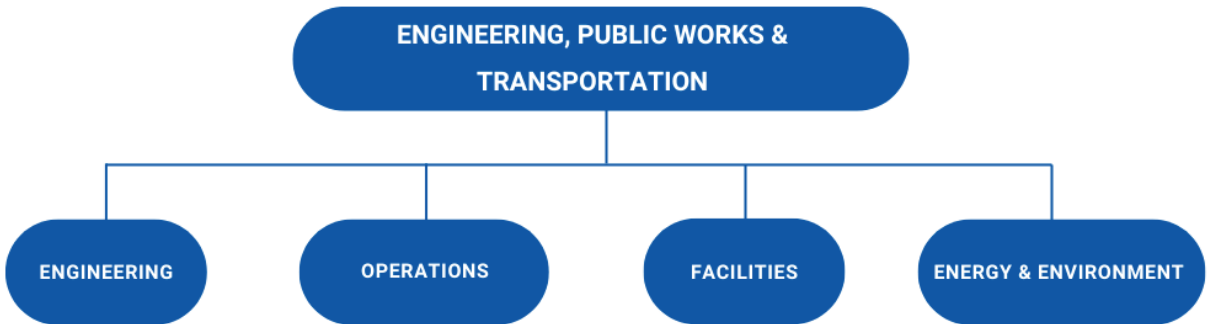 ENGINEERING, PUBLIC WORKS &
TRANSPORTATION
ENGINEERING
OPERATIONS
FACILITIES
ENERGY & ENVIRONMENT